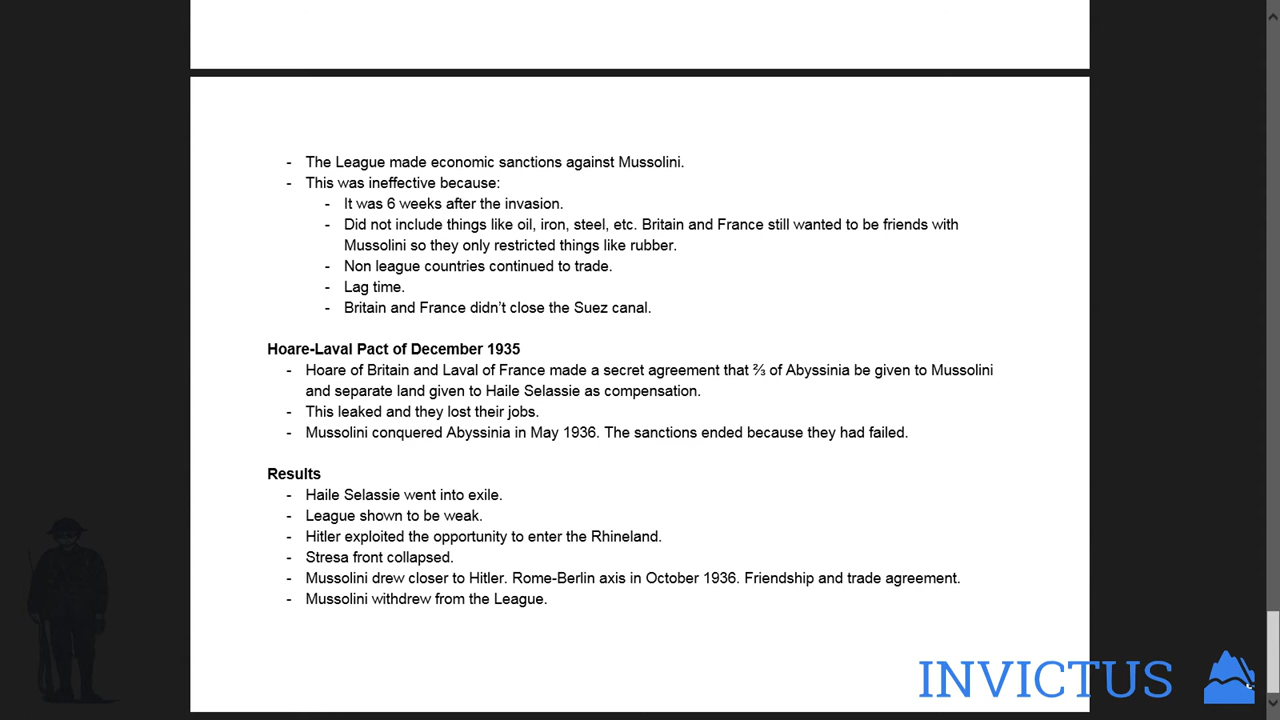 - The League made economic sanctions against Mussolini.
- This was ineffective because:
- It was 6 weeks after the invasion.
- Did not include things like oil, iron, steel, etc. Britain and France still wanted to be friends with
Mussolini so they only restricted things like rubber.
- Non league countries continued to trade.
- Lag time.
- Britain and France didn’t close the Suez canal.
Hoare-Laval Pact of December 1935
- Hoare of Britain and Laval of France made a secret agreement that ⅔ of Abyssinia be given to Mussolini
and separate land given to Haile Selassie as compensation.
- This leaked and they lost their jobs.
- Mussolini conquered Abyssinia in May 1936. The sanctions ended because they had failed.
Results
- Haile Selassie went into exile.
- League shown to be weak.
- Hitler exploited the opportunity to enter the Rhineland.
- Stresa front collapsed.
- Mussolini drew closer to Hitler. Rome-Berlin axis in October 1936. Friendship and trade agreement.
- Mussolini withdrew from the League.
INVICTUS